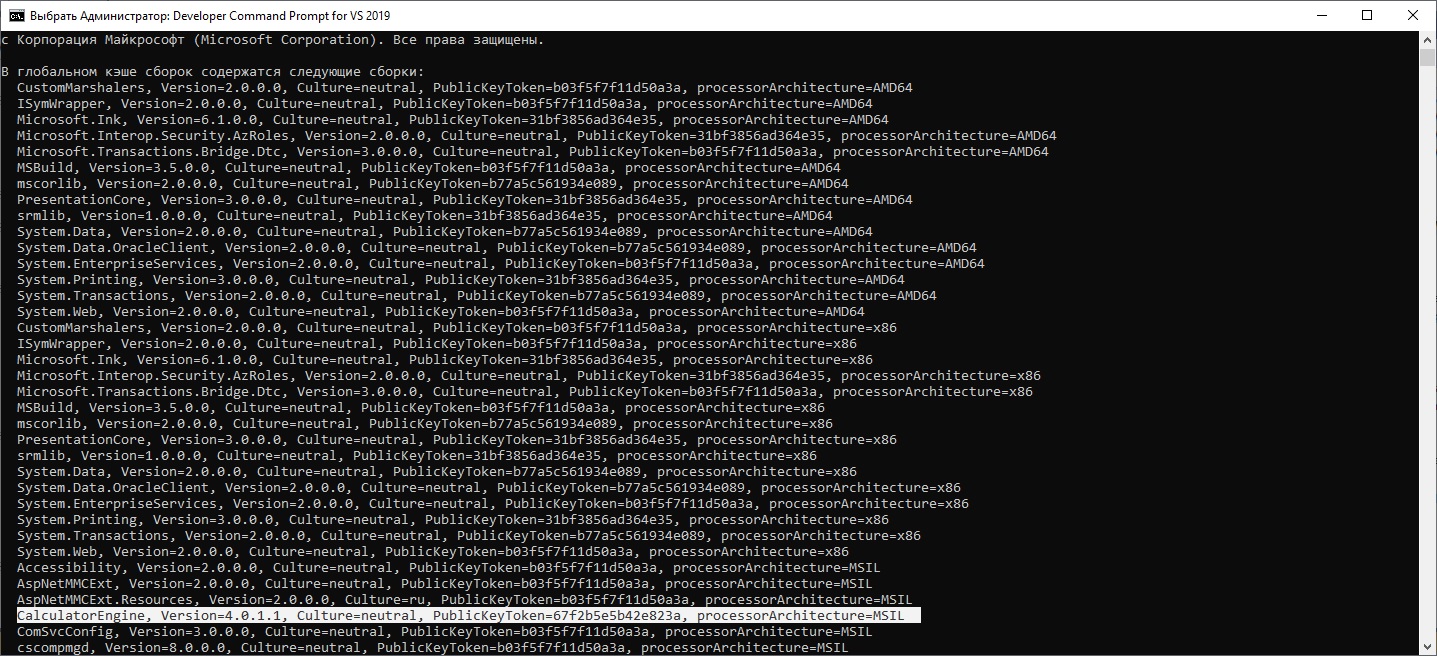 Выбрать Администратор: Developer Command Prompt for VS 2019
c Корпорация Майкрософт (Microsoft Corporation). Все права защищены.
В глобальном кэше сборок содержатся следующие сборки:
CustomMarshalers, Version=2.0.0.0, Culture=neutral, PublicKeyToken=b03f5f7f11d50a3a, processorArchitecture=AMD64
ISymWrapper, Version=2.0.0.0, Culture=neutral, PublicKeyToken=b03f5f7f11d50a3a, processorArchitecture=AMD64
Microsoft.Ink, Version=6.1.0.0, Culture=neutral, PublicKeyToken=31bf3856ad364e35, processorArchitecture=AMD64
Microsoft.Interop.Security.AzRoles, Version=2.0.0.0, Culture=neutral, PublicKeyToken=31bf3856ad364e35, processorArchitecture=AMD64
Microsoft.Transactions.Bridge.Dtc, Version=3.0.0.0, Culture=neutral, PublicKeyToken=b03f5f7f11d50a3a, processorArchitecture=AMD64
MSBuild, Version=3.5.0.0, Culture=neutral, PublicKeyToken=b03f5f7f11d50a3a, processorArchitecture=AMD64
mscorlib, Version=2.0.0.0, Culture=neutral, PublicKeyToken=b77a5c561934e089, processorArchitecture=AMD64
PresentationCore, Version=3.0.0.0, Culture=neutral, PublicKeyToken=31bf3856ad364e35, processorArchitecture=AMD64
srmlib, Version=1.0.0.0, Culture=neutral, PublicKeyToken=31bf3856ad364e35, processorArchitecture=AMD64
System.Data, Version=2.0.0.0, Culture=neutral, PublicKeyToken=b77a5c561934e089, processorArchitecture=AMD64
System.Data.OracleClient, Version=2.0.0.0, Culture=neutral, PublicKeyToken=b77a5c561934e089, processorArchitecture=AMD64
System.EnterpriseServices, Version=2.0.0.0, Culture=neutral, PublicKeyToken=b03f5f7f11d50a3a, processorArchitecture=AMD64
System.Printing, Version=3.0.0.0, Culture=neutral, PublicKeyToken=31bf3856ad364e35, processorArchitecture=AMD64
System.Transactions, Version=2.0.0.0, Culture=neutral, PublicKeyToken=b77a5c561934e089, processorArchitecture=AMD64
System.Web, Version=2.0.0.0, Culture=neutral, PublicKeyToken=b03f5f7f11d50a3a, processorArchitecture=AMD64
CustomMarshalers, Version=2.0.0.0, Culture=neutral, PublicKeyToken=b03f5f7f11d50a3a, processorArchitecture=x86
ISymWrapper, Version=2.0.0.0, Culture=neutral, PublicKeyToken=b03f5f7f11d50a3a, processorArchitecture=x86
Microsoft.Ink, Version=6.1.0.0, Culture=neutral, PublicKeyToken=31bf3856ad364e35, processorArchitecture=x86
Microsoft.Interop.Security.AzRoles, Version=2.0.0.0, Culture=neutral, PublicKeyToken=31bf3856ad364e35, processorArchitecture=x86
Microsoft.Transactions.Bridge.Dtc, Version=3.0.0.0, Culture=neutral, PublicKeyToken=b03f5f7f11d50a3a, processorArchitecture=x86
MSBuild, Version=3.5.0.0, Culture=neutral, PublicKeyToken=b03f5f7f11d50a3a, processorArchitecture=x86
mscorlib, Version=2.0.0.0, Culture=neutral, PublicKeyToken=b77a5c561934e089, processorArchitecture=x86
PresentationCore, Version=3.0.0.0, Culture=neutral, PublicKeyToken=31bf3856ad364e35, processorArchitecture=x86
srmlib, Version=1.0.0.0, Culture=neutral, PublicKeyToken=31bf3856ad364e35, processorArchitecture=x86
System.Data, Version=2.0.0.0, Culture=neutral, PublicKeyToken=b77a5c561934e089, processorArchitecture=x86
System.Data.OracleClient, Version=2.0.0.0, Culture=neutral, PublicKeyToken=b77a5c561934e089, processorArchitecture=x86
System.EnterpriseServices, Version=2.0.0.0, Culture=neutral, PublicKeyToken=b03f5f7f11d50a3a, processorArchitecture=x86
System.Printing, Version=3.0.0.0, Culture=neutral, PublicKeyToken=31bf3856ad364e35, processorArchitecture=x86
System.Transactions, Version=2.0.0.0, Culture=neutral, PublicKeyToken=b77a5c561934e089, processorArchitecture=x86
System.Web, Version=2.0.0.0, Culture=neutral, PublicKeyToken=b03f5f7f11d50a3a, processorArchitecture=x86
Accessibility, Version=2.0.0.0, Culture=neutral, PublicKeyToken=b03f5f7f11d50a3a, processorArchitecture=MSIL
AspNetMMCExt, Version=2.0.0.0, Culture=neutral, PublicKeyToken=b03f5f7f11d50a3a, processorArchitecture=MSIL
AspNetMMCExt.Resources, Version=2.0.0.0, Culture=ru, PublicKeyToken=b03f5f7f11d50a3a, processorArchitecture=MSIL
CalculatorEngine, Version=4.0.1.1, Culture=neutral, PublicKeyToken=67f2b5e5b42e823a, processorArchitecture=MSIL
ComSvcConfig, Version=3.0.0.0, Culture=neutral, PublicKeyToken=b03f5f7f11d50a3a, processorArchitecture=MSIL
cscompmgd, Version=8.0.0.0, Culture=neutral, PublicKeyToken=b03f5f7f11d50a3a, processorArchitecture=MSIL